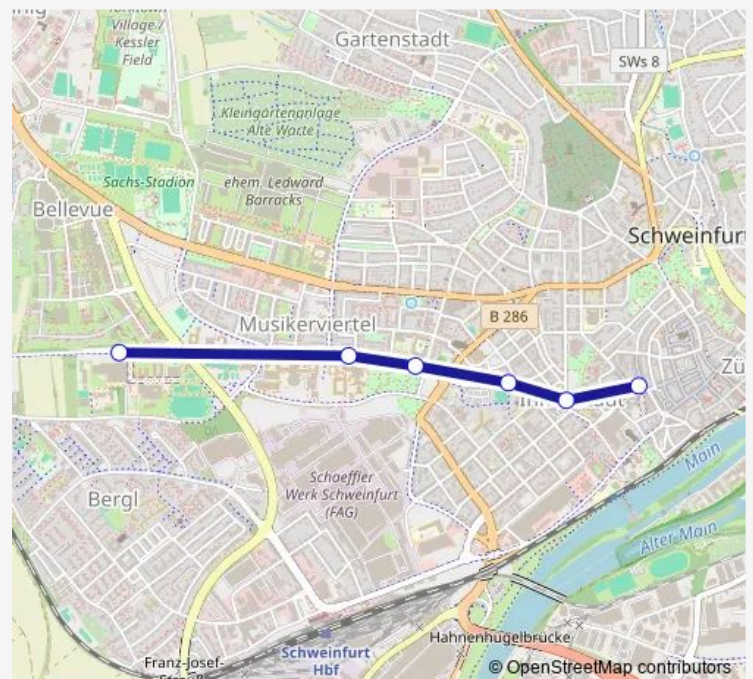 Village /
Kessler
Field
Gartenstadt
SWs 8
Kleingartenanlage
Alte Warte
Sachs-Stadion
ehem. Ledward
Barracks
Bellevue
Schweinfurt
B 286
Musikerviertel
Schaeffler
Werk Schweinfurt
(FAG)
Bergl
Main
Alter Main
Hahnenhügelbrücke
Schweinfurt
Hbf
Franz-Josef-
© OpenStreetMap contributors